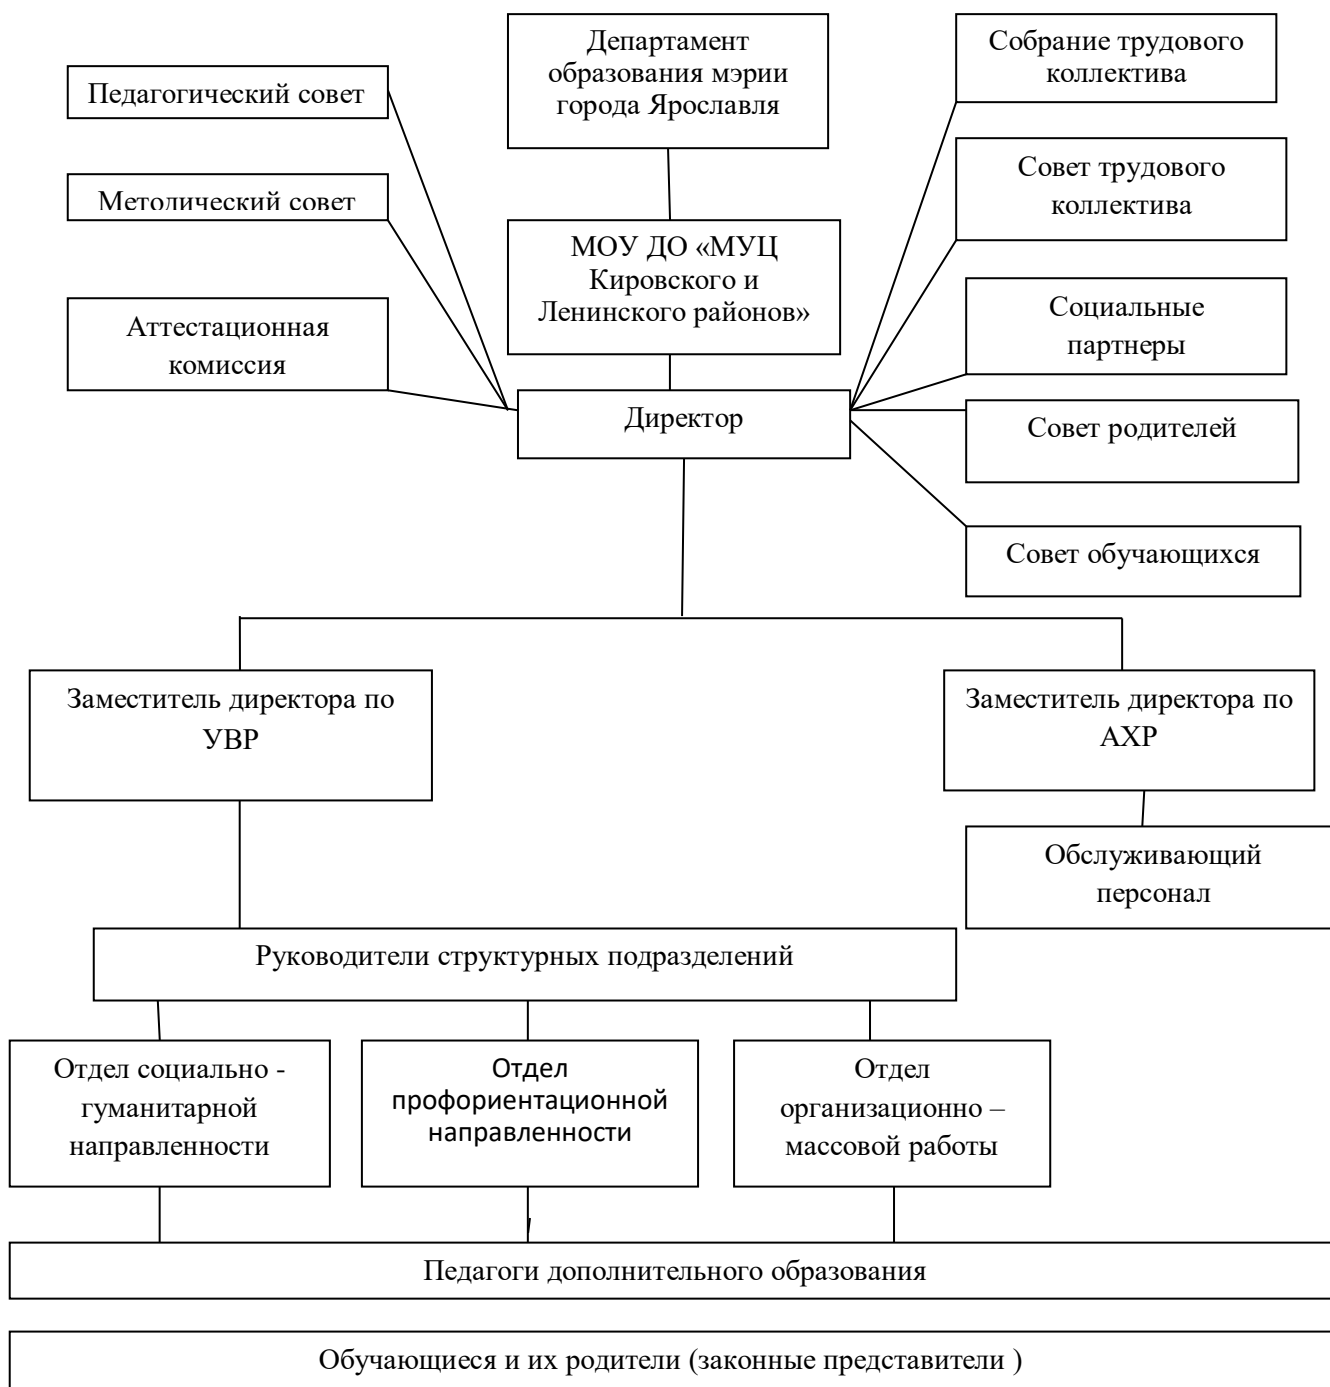 Департамент
образования мэрии
города Ярославля
Собрание трудового
коллектива
Педагогический совет
Совет трудового
коллектива
Методический совет
МОУ ДО «МУЦ
Кировского и
Ленинского районов»
Социальные
партнеры
Аттестационная
комиссия
Директор
Совет родителей
Совет обучающихся
Заместитель директора по
УВР
Заместитель директора по
АХР
Обслуживающий
персонал
Руководители структурных подразделений
Отдел социально -
гуманитарной
направленности
Отдел
профориентационной
направленности
Отдел
организационно –
массовой работы
Педагоги дополнительного образования
Обучающиеся и их родители (законные представители )